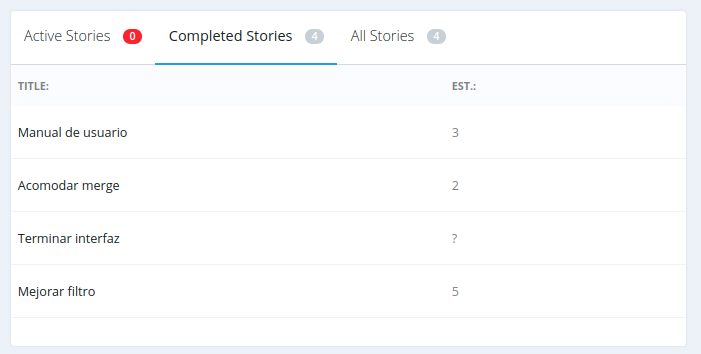 Active Stories 0 Completed Stories 4 All Stories 4
TITLE: EST.:
Manual de usuario 3
Acomodar merge 2
Terminar interfaz ?
Mejorar filtro 5